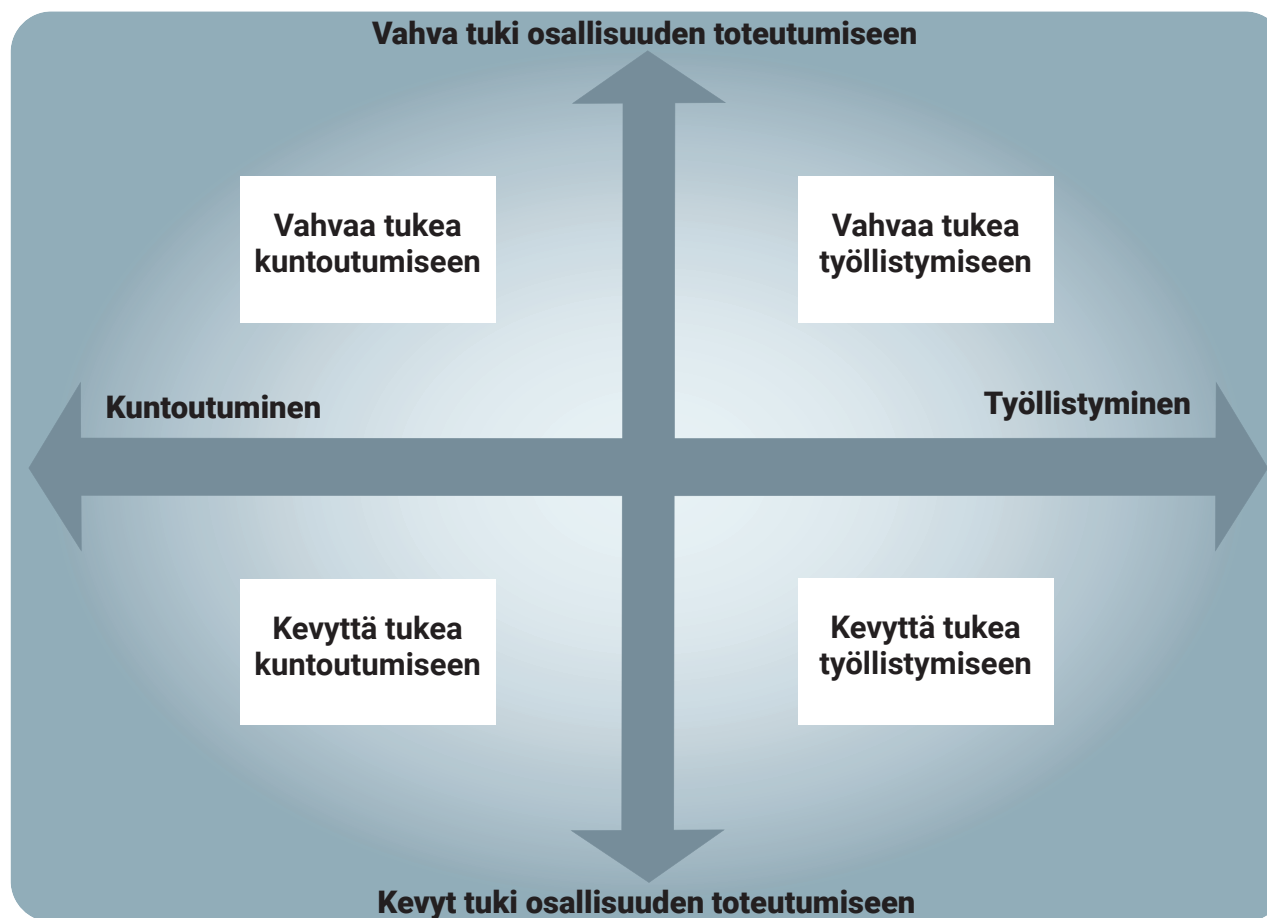 Vahva tuki osallisuuden toteutumiseen
Vahvaa tukea
kuntoutumiseen
Vahvaa tukea
työllistymiseen
Kuntoutuminen
Työllistyminen
Kevyttä tukea
kuntoutumiseen
Kevyttä tukea
työllistymiseen
Kevyt tuki osallisuuden toteutumiseen